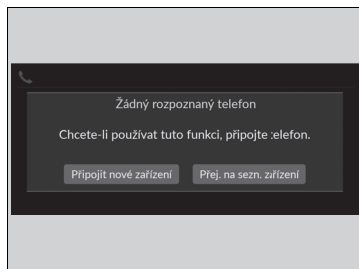 Žádný rozpoznaný telefon
Chcete-li používat tuto funkci, připojte :elefon.
Připojit nové zařízení Přej. na sezn. zařízení